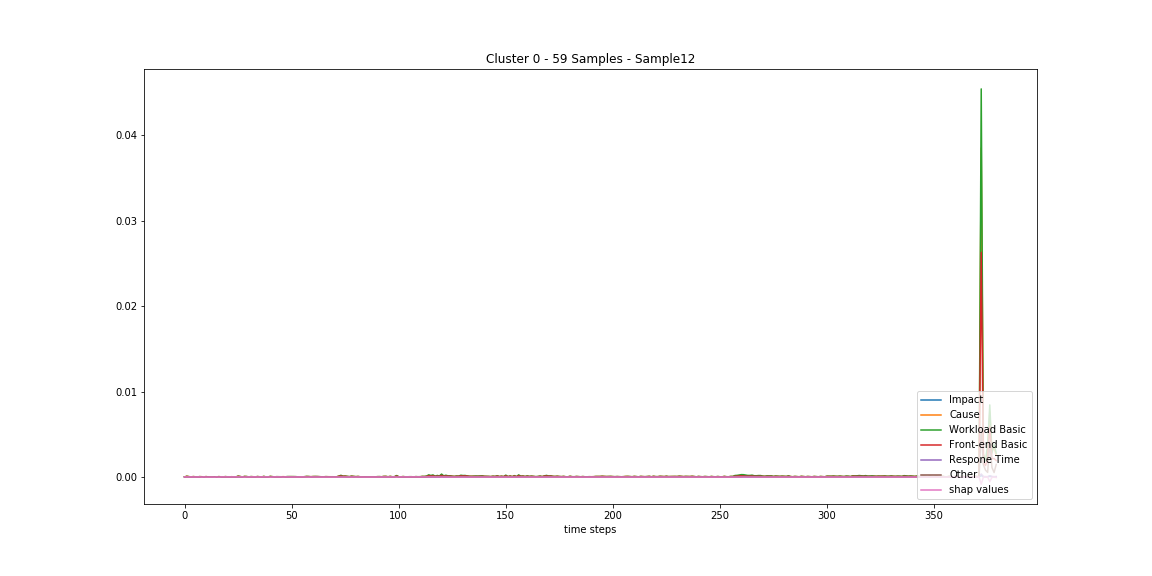 Cluster 0 - 59 Samples - Sample12
0.04
0.03
0.02
0.01
0.00
Impact
Cause
Workload Basic
Front-end Basic
Respone Time
Other
shap values
0
50
100
150
200
250
300
350
time steps